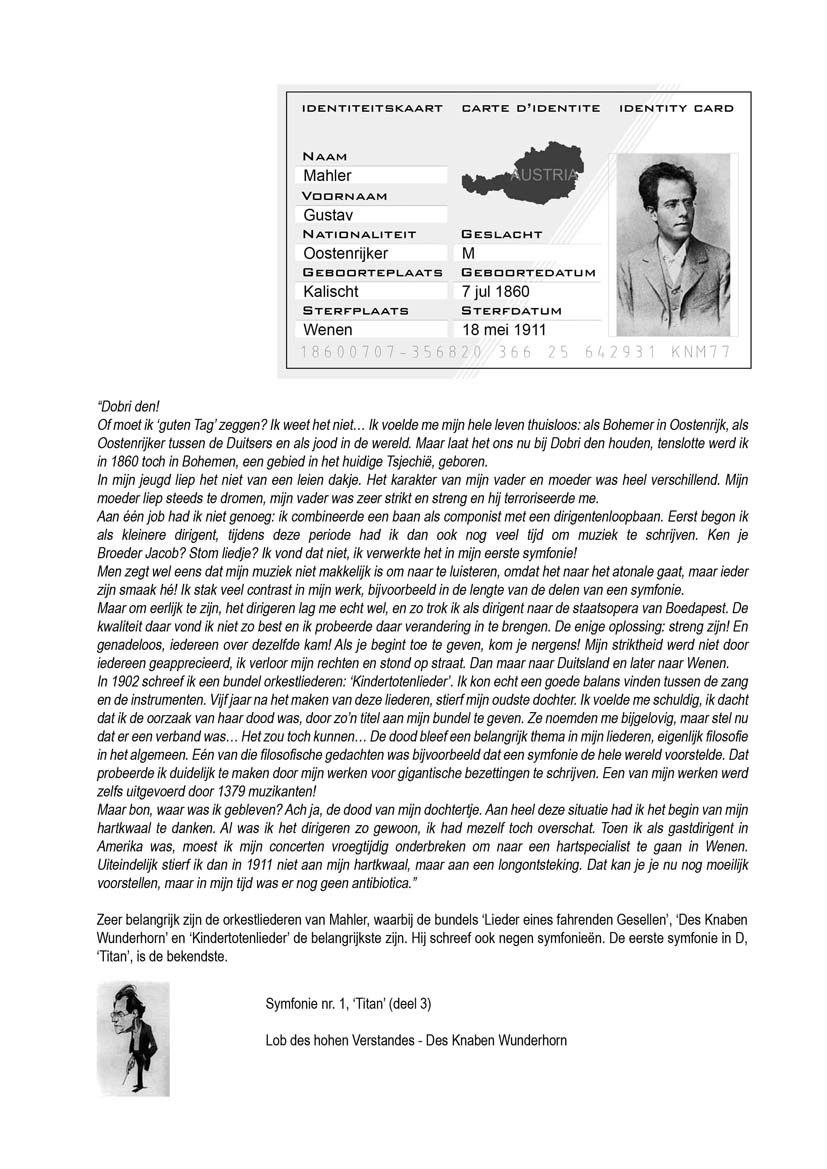 IDENTITEITSKAART CARTE D'IDENTITE IDENTITY CARD
NAAM
Mahler
AUSTRIA
VOORNAAM
Gustav
NATIONALITEIT GESLACHT
Oostenrijker M
GEBOORTEPLAATS GEBOORTEDATUM
Kalischt 7 jul 1860
STERFPLAATS STERFDATUM
Wenen 18 mei 1911
18600707-356820 366 25 642931 KNM77
“Dobri den!
Of moet ik ‘guten Tag’ zeggen? Ik weet het niet… Ik voelde me mijn hele leven thuisloos: als Bohemer in Oostenrijk, als
Oostenrijker tussen de Duitsers en als jood in de wereld. Maar laat het ons nu bij Dobri den houden, tenslotte werd ik
in 1860 toch in Bohemen, een gebied in het huidige Tsjechië, geboren.
In mijn jeugd liep het niet van een leien dakje. Het karakter van mijn vader en moeder was heel verschillend. Mijn
moeder liep steeds te dromen, mijn vader was zeer strikt en streng en hij terroriseerde me.
Aan één job had ik niet genoeg: ik combineerde een baan als componist met een dirigentenloopbaan. Eerst begon ik
als kleinere dirigent, tijdens deze periode had ik dan ook nog veel tijd om muziek te schrijven. Ken je
Broeder Jacob? Stom liedje? Ik vond dat niet, ik verwerkte het in mijn eerste symfonie!
Men zegt wel eens dat mijn muziek niet makkelijk is om naar te luisteren, omdat het naar het atonale gaat, maar ieder
zijn smaak hé! Ik stak veel contrast in mijn werk, bijvoorbeeld in de lengte van de delen van een symfonie.
Maar om eerlijk te zijn, het dirigeren lag me echt wel, en zo trok ik als dirigent naar de staatsopera van Boedapest. De
kwaliteit daar vond ik niet zo best en ik probeerde daar verandering in te brengen. De enige oplossing: streng zijn! En
genadeloos, iedereen over dezelfde kam! Als je begint toe te geven, kom je nergens! Mijn striktheid werd niet door
iedereen geapprecieerd, ik verloor mijn rechten en stond op straat. Dan maar naar Duitsland en later naar Wenen.
In 1902 schreef ik een bundel orkestliederen: ‘Kindertotenlieder’. Ik kon echt een goede balans vinden tussen de zang
en de instrumenten. Vijf jaar na het maken van deze liederen, stierf mijn oudste dochter. Ik voelde me schuldig, ik dacht
dat ik de oorzaak van haar dood was, door zo’n titel aan mijn bundel te geven. Ze noemden me bijgelovig, maar stel nu
dat er een verband was… Het zou toch kunnen… De dood bleef een belangrijk thema in mijn liederen, eigenlijk filosofie
in het algemeen. Eén van die filosofische gedachten was bijvoorbeeld dat een symfonie de hele wereld voorstelde. Dat
probeerde ik duidelijk te maken door mijn werken voor gigantische bezettingen te schrijven. Een van mijn werken werd
zelfs uitgevoerd door 1379 muzikanten!
Maar bon, waar was ik gebleven? Ach ja, de dood van mijn dochtertje. Aan heel deze situatie had ik het begin van mijn
hartkwaal te danken. Al was ik het dirigeren zo gewoon, ik had mezelf toch overschat. Toen ik als gastdirigent in
Amerika was, moest ik mijn concerten vroegtijdig onderbreken om naar een hartspecialist te gaan in Wenen.
Uiteindelijk stierf ik dan in 1911 niet aan mijn hartkwaal, maar aan een longontsteking. Dat kan je je nu nog moeilijk
voorstellen, maar in mijn tijd was er nog geen antibiotica.”
Zeer belangrijk zijn de orkestliederen van Mahler, waarbij de bundels ‘Lieder eines fahrenden Gesellen’, ‘Des Knaben
Wunderhorn’ en ‘Kindertotenlieder’ de belangrijkste zijn. Hij schreef ook negen symfonieën. De eerste symfonie in D,
‘Titan’, is de bekendste.
Symfonie nr. 1, ‘Titan’ (deel 3)
Lob des hohen Verstandes - Des Knaben Wunderhorn